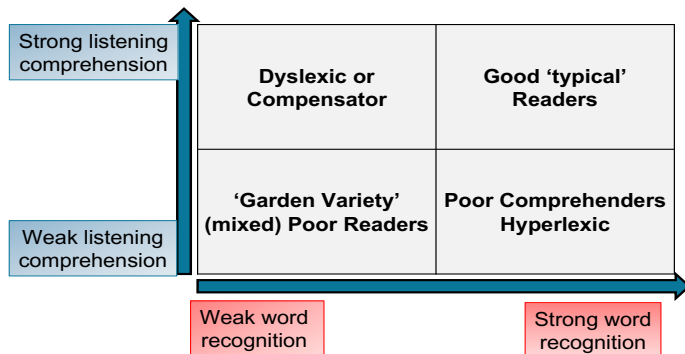 Strong listening
comprehension
Dyslexic or
Compensator
Good ‘typical’
Readers
‘Garden Variety’
(mixed) Poor Readers
Poor Comprehenders
Hyperlexic
Weak listening
comprehension
Weak word
recognition
Strong word
recognition